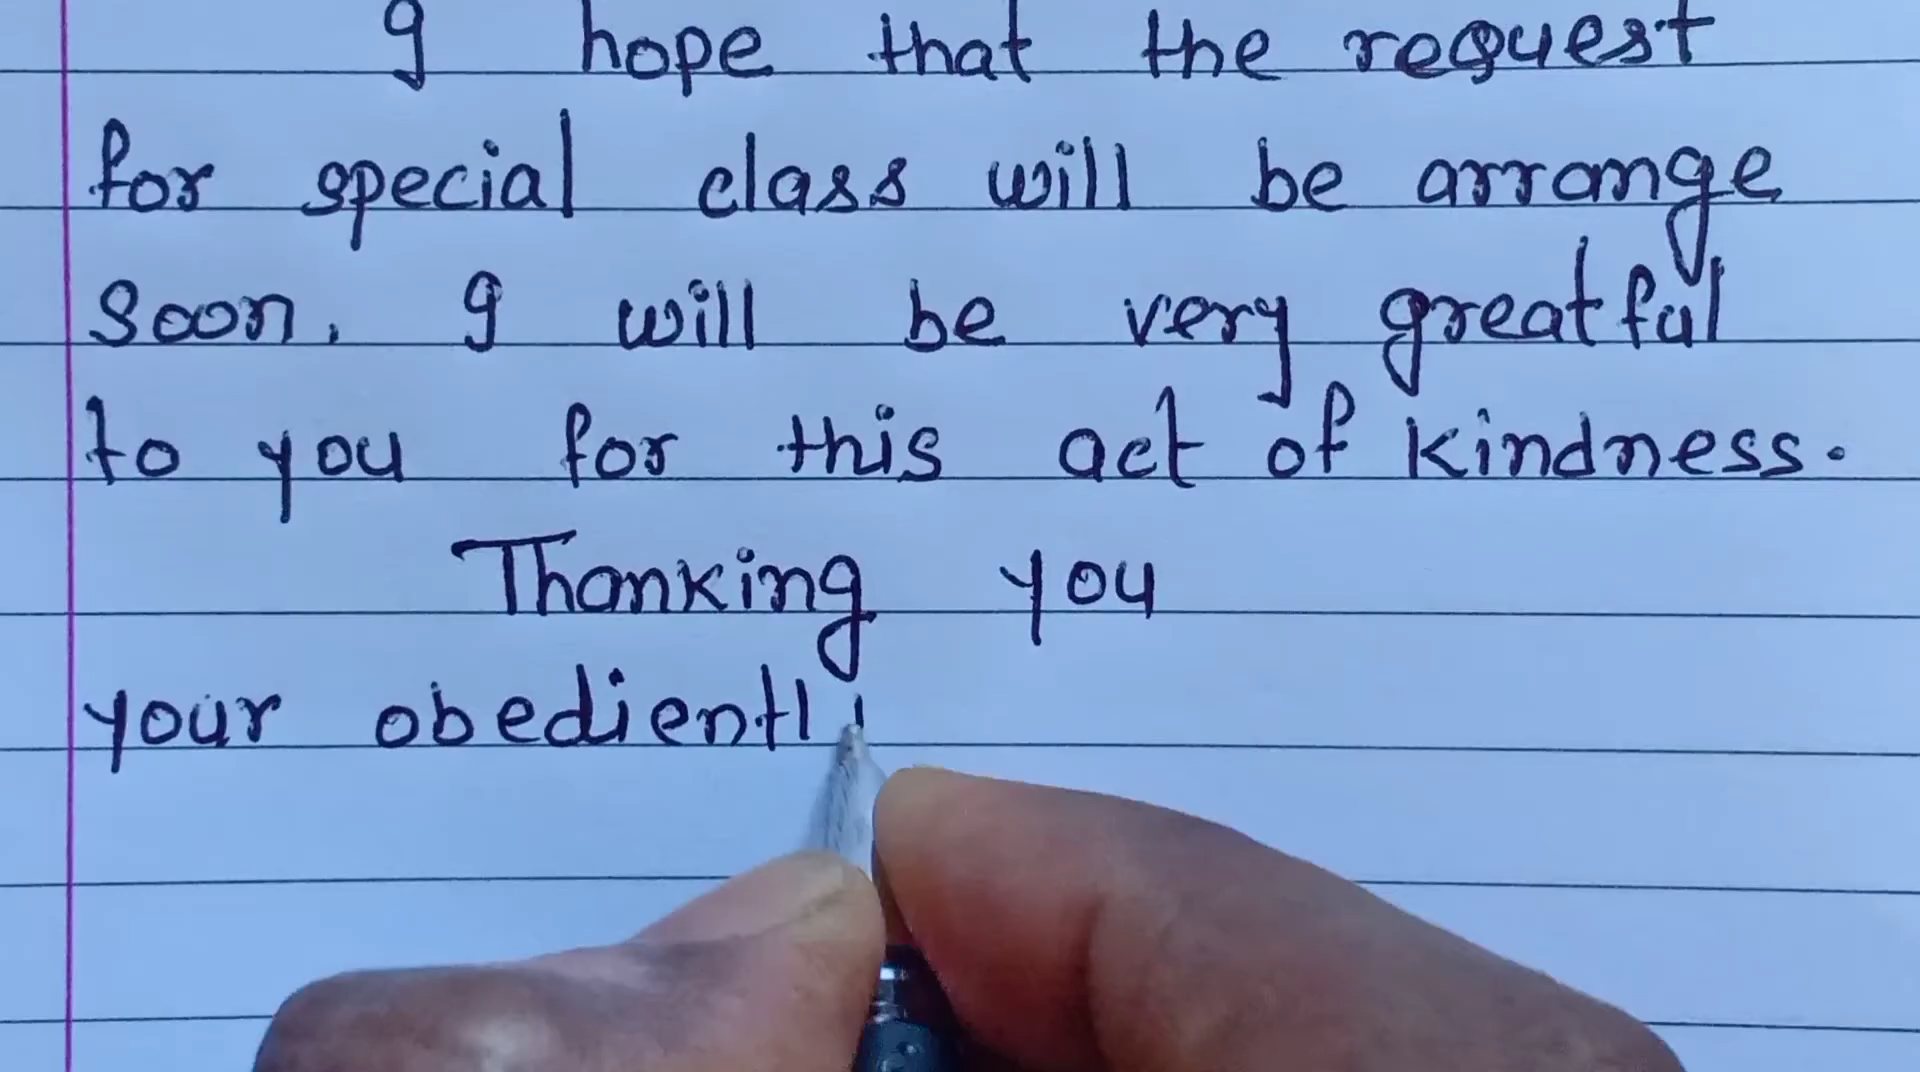 I hope that the request
for special class will be arrange
soon. I will be very greatful
to you for this act of kindness.
Thanking you
your obedientl